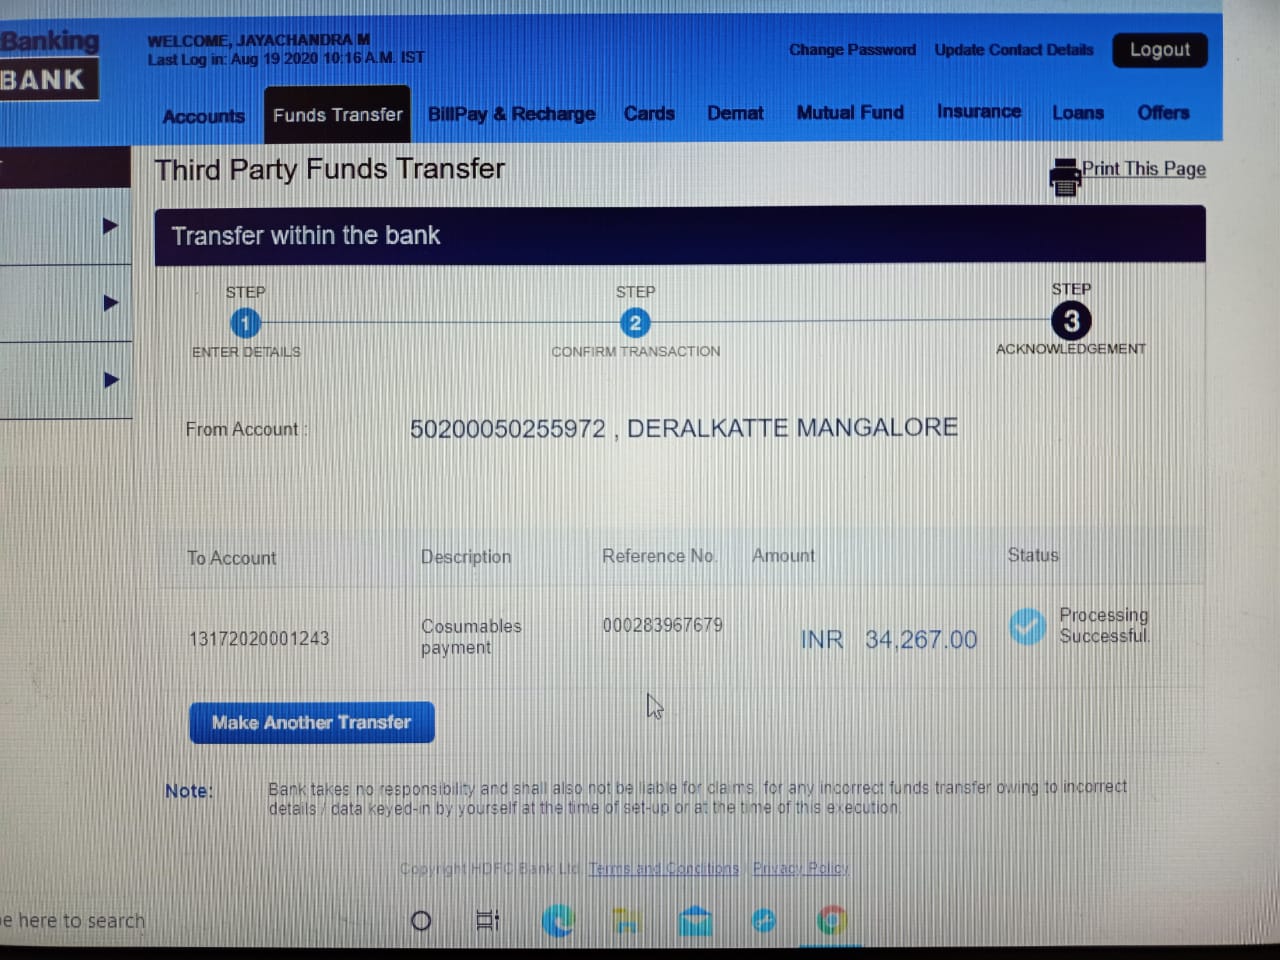 Banking
BANK
WELCOME, JAYACHANDRA M
Last Log in: Aug 19 2020 10:16 A.M. IST
Change Password Update Contact Details Logout
Accounts Funds Transfer BillPay & Recharge Cards Demat Mutual Fund Insurance Loans Offers
Third Party Funds Transfer
Print This Page
Transfer within the bank
STEP STEP STEP
1 2 3
ENTER DETAILS CONFIRM TRANSACTION ACKNOWLEDGEMENT
From Account : 50200050255972 , DERALKATTE MANGALORE
To Account Description Reference No. Amount Status
13172020001243 Cosumables payment 000283967679 INR 34,267.00 Processing Successful.
Make Another Transfer
Note: Bank takes no responsibility and shall also not be liable for claims, for any incorrect funds transfer owing to incorrect
details / data keyed-in by yourself at the time of set-up or at the time of this execution.
Copyright HDFC Bank Ltd. Terms and Conditions | Privacy Policy
e here to search